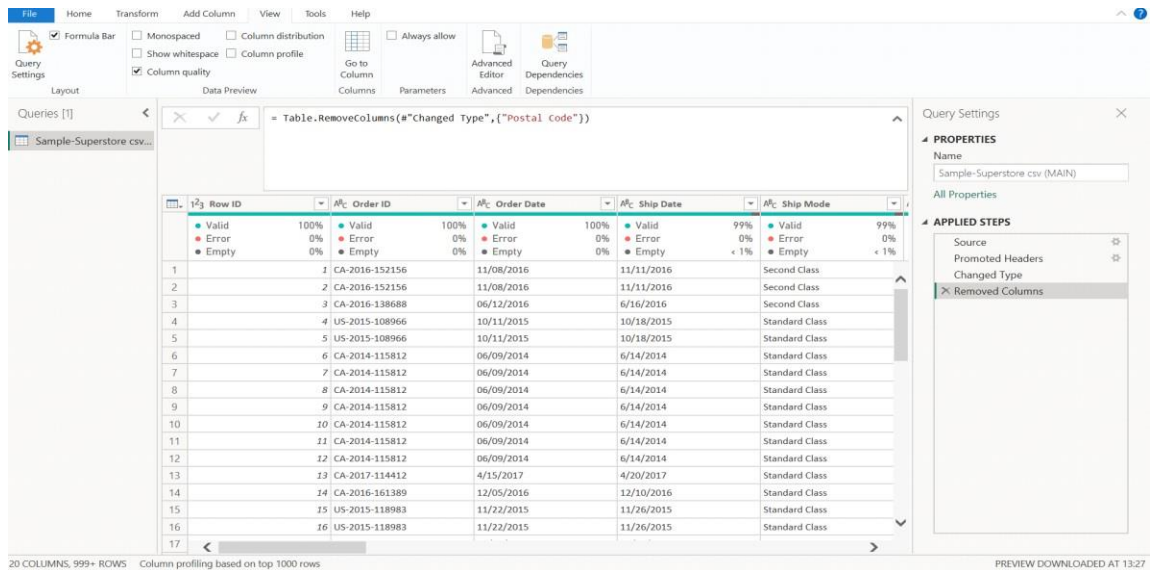 File Home Transform Add Column View Tools Help
Formula Bar Monospaced Column distribution Always allow
Show whitespace Column profile
Column quality
Query Settings
Go to Column
Advanced Editor
Query Dependencies
Layout Data Preview Columns Parameters Advanced Dependencies
Queries [1]
Sample-Superstore csv...
fx = Table.RemoveColumns(#"Changed Type",{"Postal Code"})
1²3 Row ID ABC Order ID ABC Order Date ABC Ship Date ABC Ship Mode
Valid 100% Valid 100% Valid 100% Valid 99% Valid 99%
Error 0% Error 0% Error 0% Error 0% Error 0%
Empty 0% Empty 0% Empty 0% Empty < 1% Empty < 1%
1 1 CA-2016-152156 11/08/2016 11/11/2016 Second Class
2 2 CA-2016-152156 11/08/2016 11/11/2016 Second Class
3 3 CA-2016-138688 06/12/2016 6/16/2016 Second Class
4 4 US-2015-108966 10/11/2015 10/18/2015 Standard Class
5 5 US-2015-108966 10/11/2015 10/18/2015 Standard Class
6 6 CA-2014-115812 06/09/2014 6/14/2014 Standard Class
7 7 CA-2014-115812 06/09/2014 6/14/2014 Standard Class
8 8 CA-2014-115812 06/09/2014 6/14/2014 Standard Class
9 9 CA-2014-115812 06/09/2014 6/14/2014 Standard Class
10 10 CA-2014-115812 06/09/2014 6/14/2014 Standard Class
11 11 CA-2014-115812 06/09/2014 6/14/2014 Standard Class
12 12 CA-2014-115812 06/09/2014 6/14/2014 Standard Class
13 13 CA-2017-114412 4/15/2017 4/20/2017 Standard Class
14 14 CA-2016-161389 12/05/2016 12/10/2016 Standard Class
15 15 US-2015-118983 11/22/2015 11/26/2015 Standard Class
16 16 US-2015-118983 11/22/2015 11/26/2015 Standard Class
17
Query Settings
PROPERTIES
Name
Sample-Superstore csv (MAIN)
All Properties
APPLIED STEPS
Source
Promoted Headers
Changed Type
Removed Columns
20 COLUMNS, 999+ ROWS Column profiling based on top 1000 rows PREVIEW DOWNLOADED AT 13:27